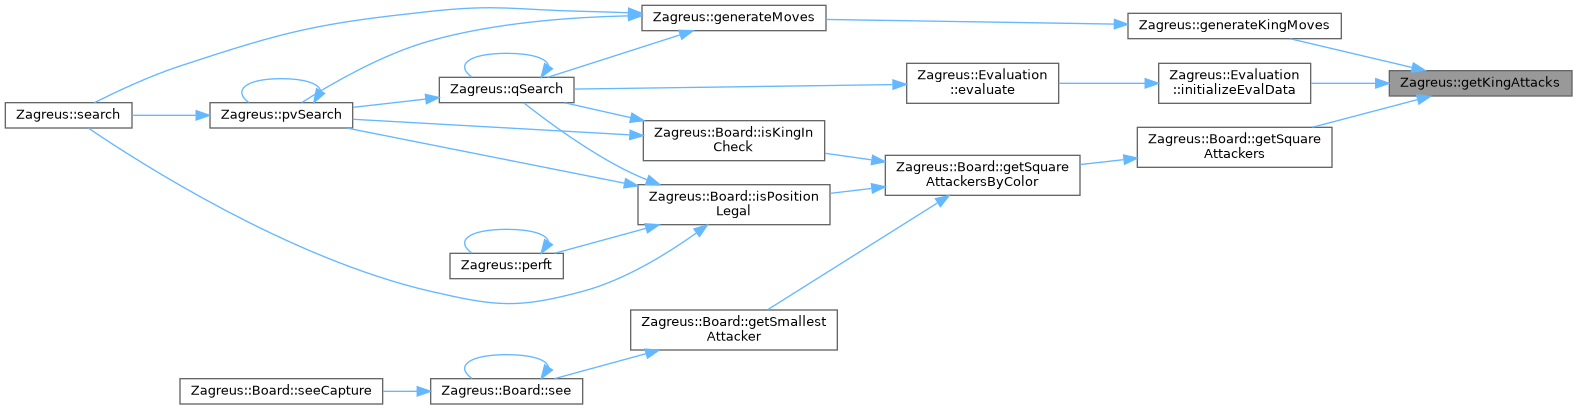 Zagreus::generateMoves
Zagreus::generateKingMoves
Zagreus::getKingAttacks
Zagreus::qSearch
Zagreus::Evaluation
::evaluate
Zagreus::Evaluation
::initializeEvalData
Zagreus::search
Zagreus::pvSearch
Zagreus::Board::isKingIn
Check
Zagreus::Board::getSquare
Attackers
Zagreus::Board::getSquare
AttackersByColor
Zagreus::Board::isPosition
Legal
Zagreus::perft
Zagreus::Board::getSmallest
Attacker
Zagreus::Board::seeCapture
Zagreus::Board::see